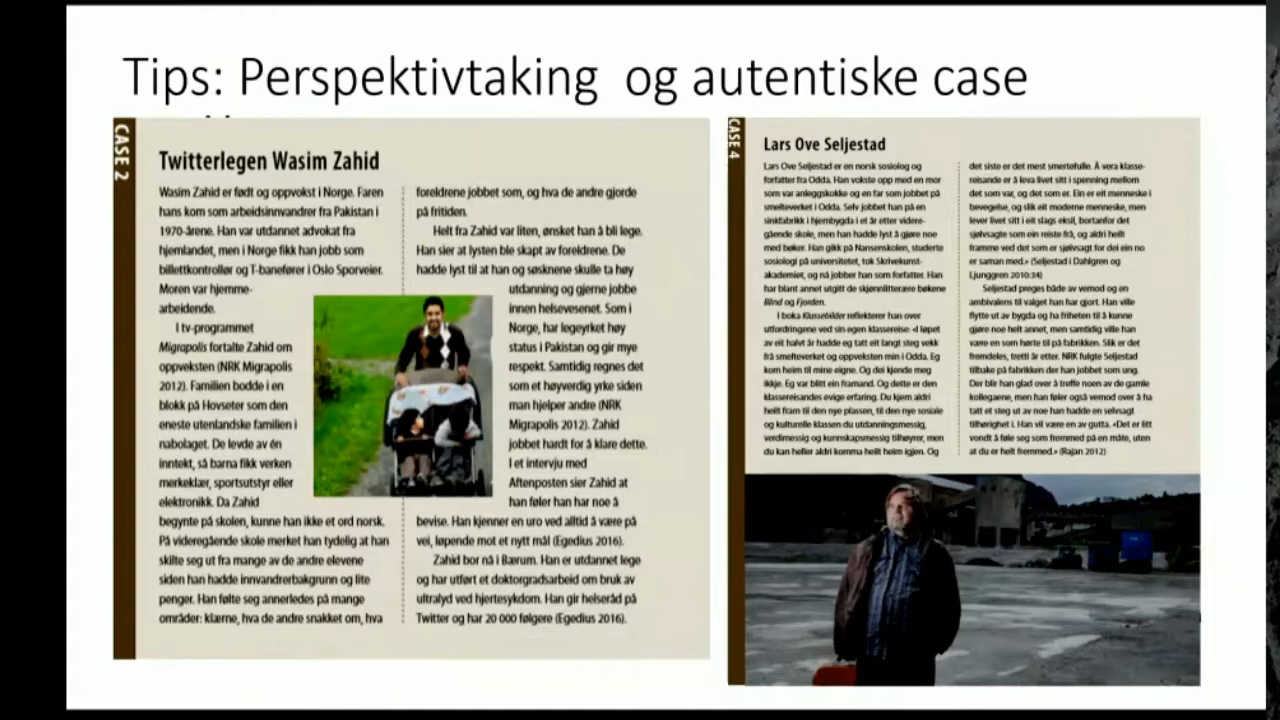 Tips: Perspektivtaking og autentiske case
CASE 2
Twitterlegen Wasim Zahid
Wasim Zahid er født og oppvokst i Norge. Faren
hans kom som arbeidsinnvandrer fra Pakistan i
1970-årene. Han var utdannet advokat fra
hjemlandet, men i Norge fikk han jobb som
billettkontrollør og T-banefører i Oslo Sporveier.
Moren var hjemme-
arbeidende.
I tv-programmet
Migrapolis fortalte Zahid om
oppveksten (NRK Migrapolis
2012). Familien bodde i en
blokk på Hovseter som den
eneste utenlandske familien i
nabolaget. De levde av én
inntekt, så barna fikk verken
merkeklær, sportsutstyr eller
elektronikk. Da Zahid
begynte på skolen, kunne han ikke et ord norsk.
På videregående skole merket han tydelig at han
skilte seg ut fra mange av de andre elevene
siden han hadde innvandrerbakgrunn og lite
penger. Han følte seg annerledes på mange
områder: klærne, hva de andre snakket om, hva
foreldrene jobbet som, og hva de andre gjorde
på fritiden.
Helt fra Zahid var liten, ønsket han å bli lege.
Han sier at lysten ble skapt av foreldrene. De
hadde lyst til at han og søsknene skulle ta høy
utdanning og gjerne jobbe
innen helsevesenet. Som i
Norge, har legeyrket høy
status i Pakistan og gir mye
respekt. Samtidig regnes det
som et høyverdig yrke siden
man hjelper andre (NRK
Migrapolis 2012). Zahid
jobbet hardt for å klare dette.
I et intervju med
Aftenposten sier Zahid at
han føler han har noe å
bevise. Han kjenner en uro ved alltid å være på
vei, løpende mot et nytt mål (Egedius 2016).
Zahid bor nå i Bærum. Han er utdannet lege
og har utført et doktorgradsarbeid om bruk av
ultralyd ved hjertesykdom. Han gir helseråd på
Twitter og har 20 000 følgere (Egedius 2016).
CASE 4
Lars Ove Seljestad
Lars Ove Seljestad er en norsk sosiolog og
forfatter fra Odda. Han vokste opp med en mor
som var anleggskokke og en far som jobbet på
smelteverket i Odda. Selv jobbet han på en
sinkfabrikk i hjembygda i et år etter videre-
gående skole, men han hadde lyst å gjøre noe
med bøker. Han gikk på Nansenskolen, studerte
sosiologi på universitetet, tok Skrivekunst-
akademiet, og nå jobber han som forfatter. Han
har blant annet utgitt de skjønnlitterære bøkene
Blind og Fjorden.
I boka Klassebilder reflekterer han over
utfordringene ved sin egen klassereise: «I løpet
av eit halvt år hadde eg tatt eit langt steg vekk
frå smelteverket og oppveksten min i Odda. Eg
kom heim til mine eigne. Og dei kjende meg
ikkje. Eg var blitt ein framand. Og dette er den
klassereisandes evige erfaring. Du kjem aldri
heilt fram til den nye plassen, til den nye sosiale
og kulturelle klassen du utdanningsmessig,
verdimessig og kunnskapsmessig tilhøyrer, men
du kan heller aldri komma heilt heim igjen. Og
det siste er det mest smertefulle. Å vera klasse-
reisande er å leva livet sitt i spenning mellom
det som var, og det som er. Ein er eit menneske i
bevegelse, og slik eit moderne menneske, men
lever livet sitt i eit slags eksil, bortanfor det
sjølvsagte som ein reiste frå, og aldri heilt
framme ved det som er sjølvsagt for dei ein no
er saman med.» (Seljestad i Dahlgren og
Ljunggren 2010:34)
Seljestad preges både av vemod og en
ambivalens til valget han har gjort. Han ville
flytte ut av bygda og ha friheten til å kunne
gjøre noe helt annet, men samtidig ville han
være en som hørte til på fabrikken. Slik er det
fremdeles, tretti år etter. NRK fulgte Seljestad
tilbake på fabrikken der han jobbet som ung.
Der blir han glad over å treffe noen av de gamle
kollegaene, men han føler også vemod over å ha
tatt et steg ut av noe han hadde en selvsagt
tilhørighet i. Han vil være en av gutta. «Det er litt
vondt å føle seg som fremmed på en måte, uten
at du er helt fremmed.» (Rajan 2012)